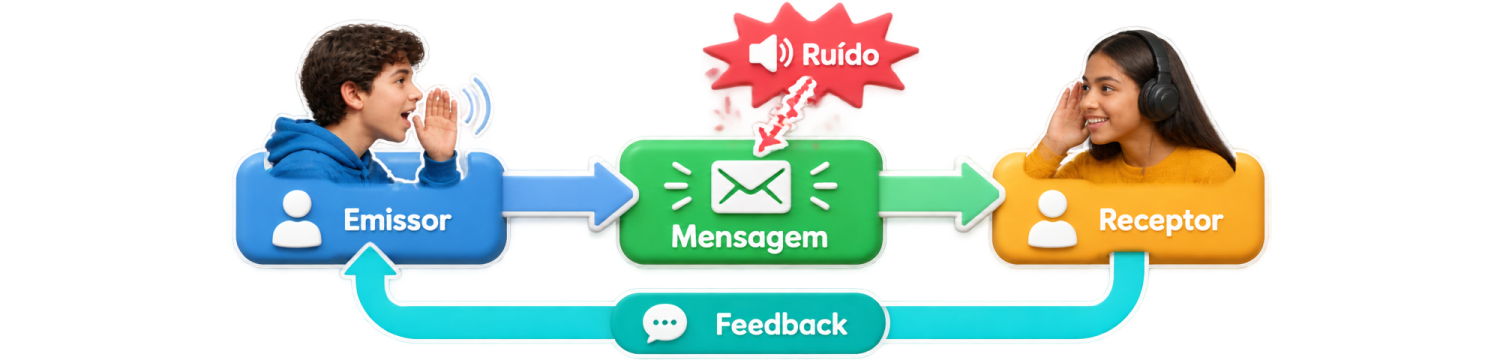 Ruído
Emissor
Mensagem
Receptor
Feedback